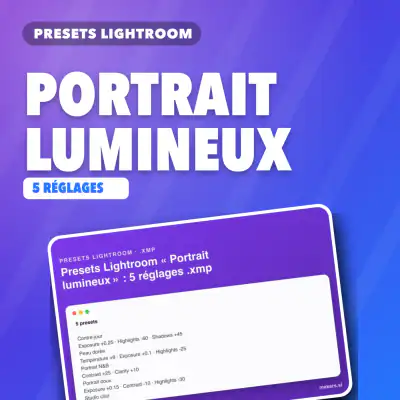 PRESETS LIGHTROOM
PORTRAIT
LUMINEUX
5 RÉGLAGES
PRESETS LIGHTROOM · .XMP
Presets Lightroom « Portrait
lumineux » : 5 réglages .xmp
5 presets
Contre-jour
Exposure +0.25 · Highlights -40 · Shadows +45
Peau dorée
Temperature +8 · Exposure +0.1 · Highlights -25
Portrait N&B
Contrast +25 · Clarity +10
Portrait doux
Exposure +0.15 · Contrast -10 · Highlights -30
Studio clair